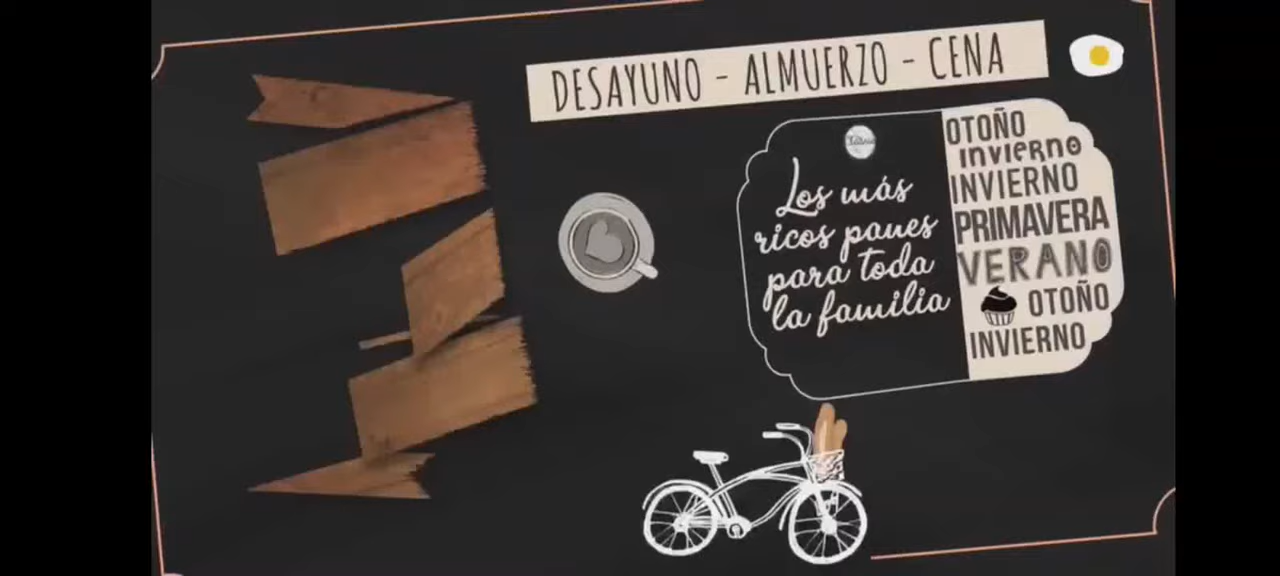 DESAYUNO - ALMUERZO - CENA
Los más
ricos panes
para toda
la familia
OTOÑO
INVIERNO
INVIERNO
PRIMAVERA
VERANO
OTOÑO
INVIERNO